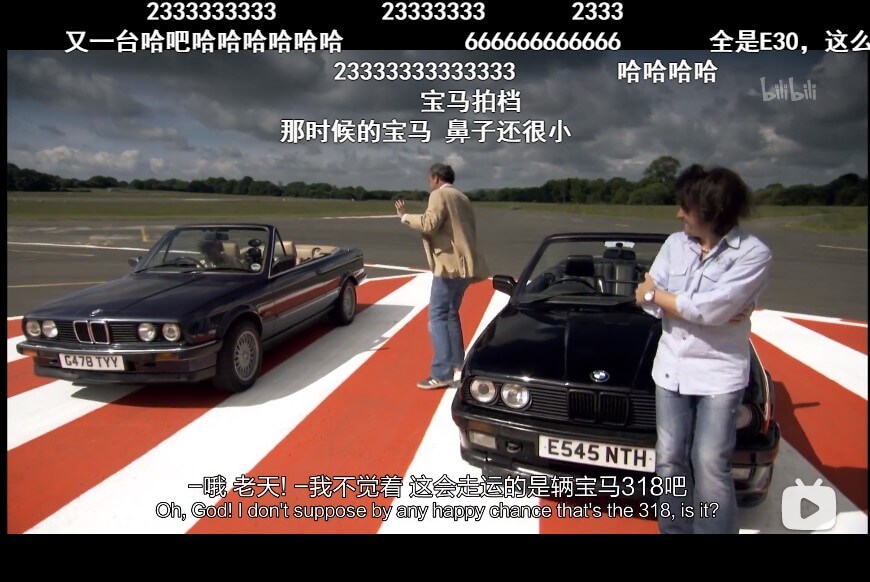 2333333333 23333333 2333
又一台哈吧哈哈哈哈哈哈 666666666666 全是E30，这么
23333333333333 哈哈哈哈
bilibili
宝马拍档
那时候的宝马 鼻子还很小
G478 TYY
E545 NTH
-哦 老天! -我不觉着 这会走运的是辆宝马318吧
Oh, God! I don't suppose by any happy chance that's the 318, is it?